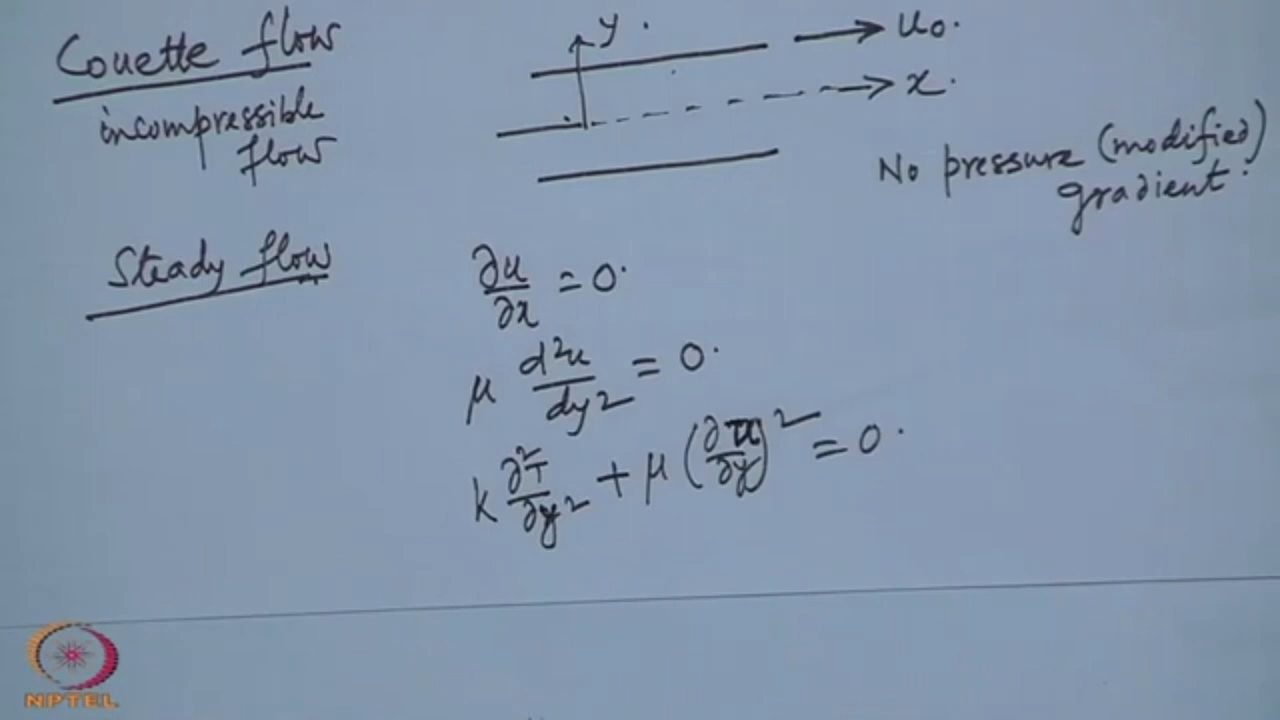 Couette flow
incompressible
flow
y.
u₀.
x.
No pressure (modified)
gradient.
Steady flow
∂u/∂x = 0.
μ d²u/dy² = 0.
k ∂²T/∂y² + μ (∂u/∂y)² = 0.
NPTEL